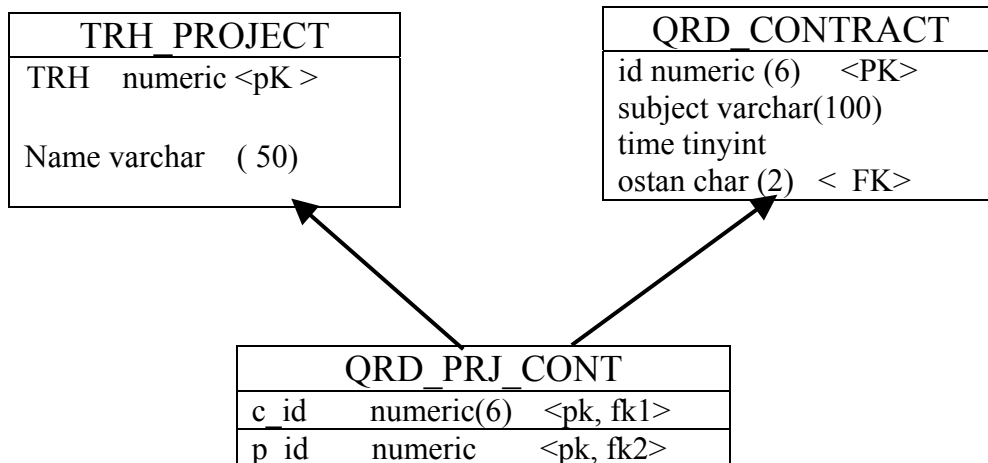 TRH_PROJECT
TRH numeric <pK >
Name varchar ( 50)
QRD_CONTRACT
id numeric (6) <PK>
subject varchar(100)
time tinyint
ostan char (2) < FK>
QRD_PRJ_CONT
c_id numeric(6) <pk, fk1>
p_id numeric <pk, fk2>